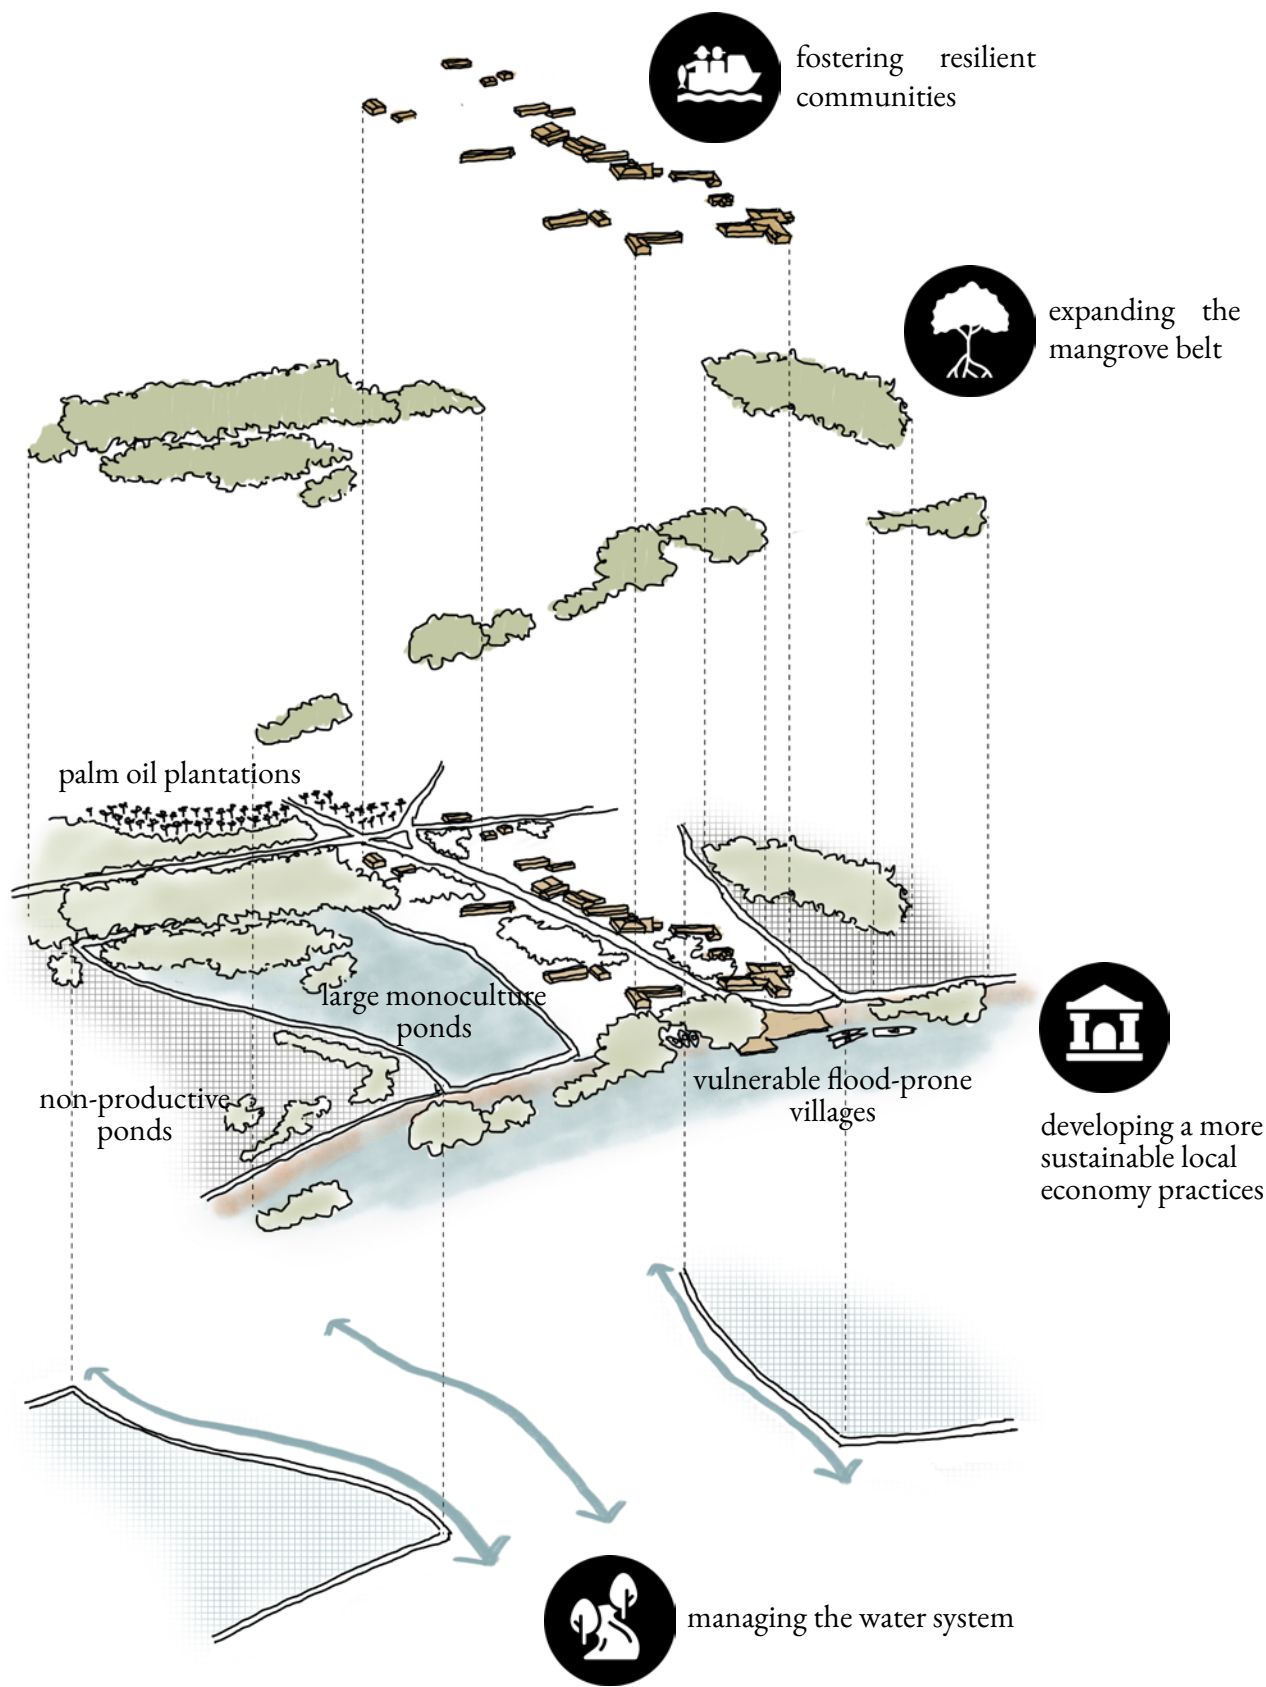 fostering resilient
communities
expanding the
mangrove belt
palm oil plantations
large monoculture
ponds
non-productive
ponds
vulnerable flood-prone
villages
developing a more
sustainable local
economy practices
managing the water system